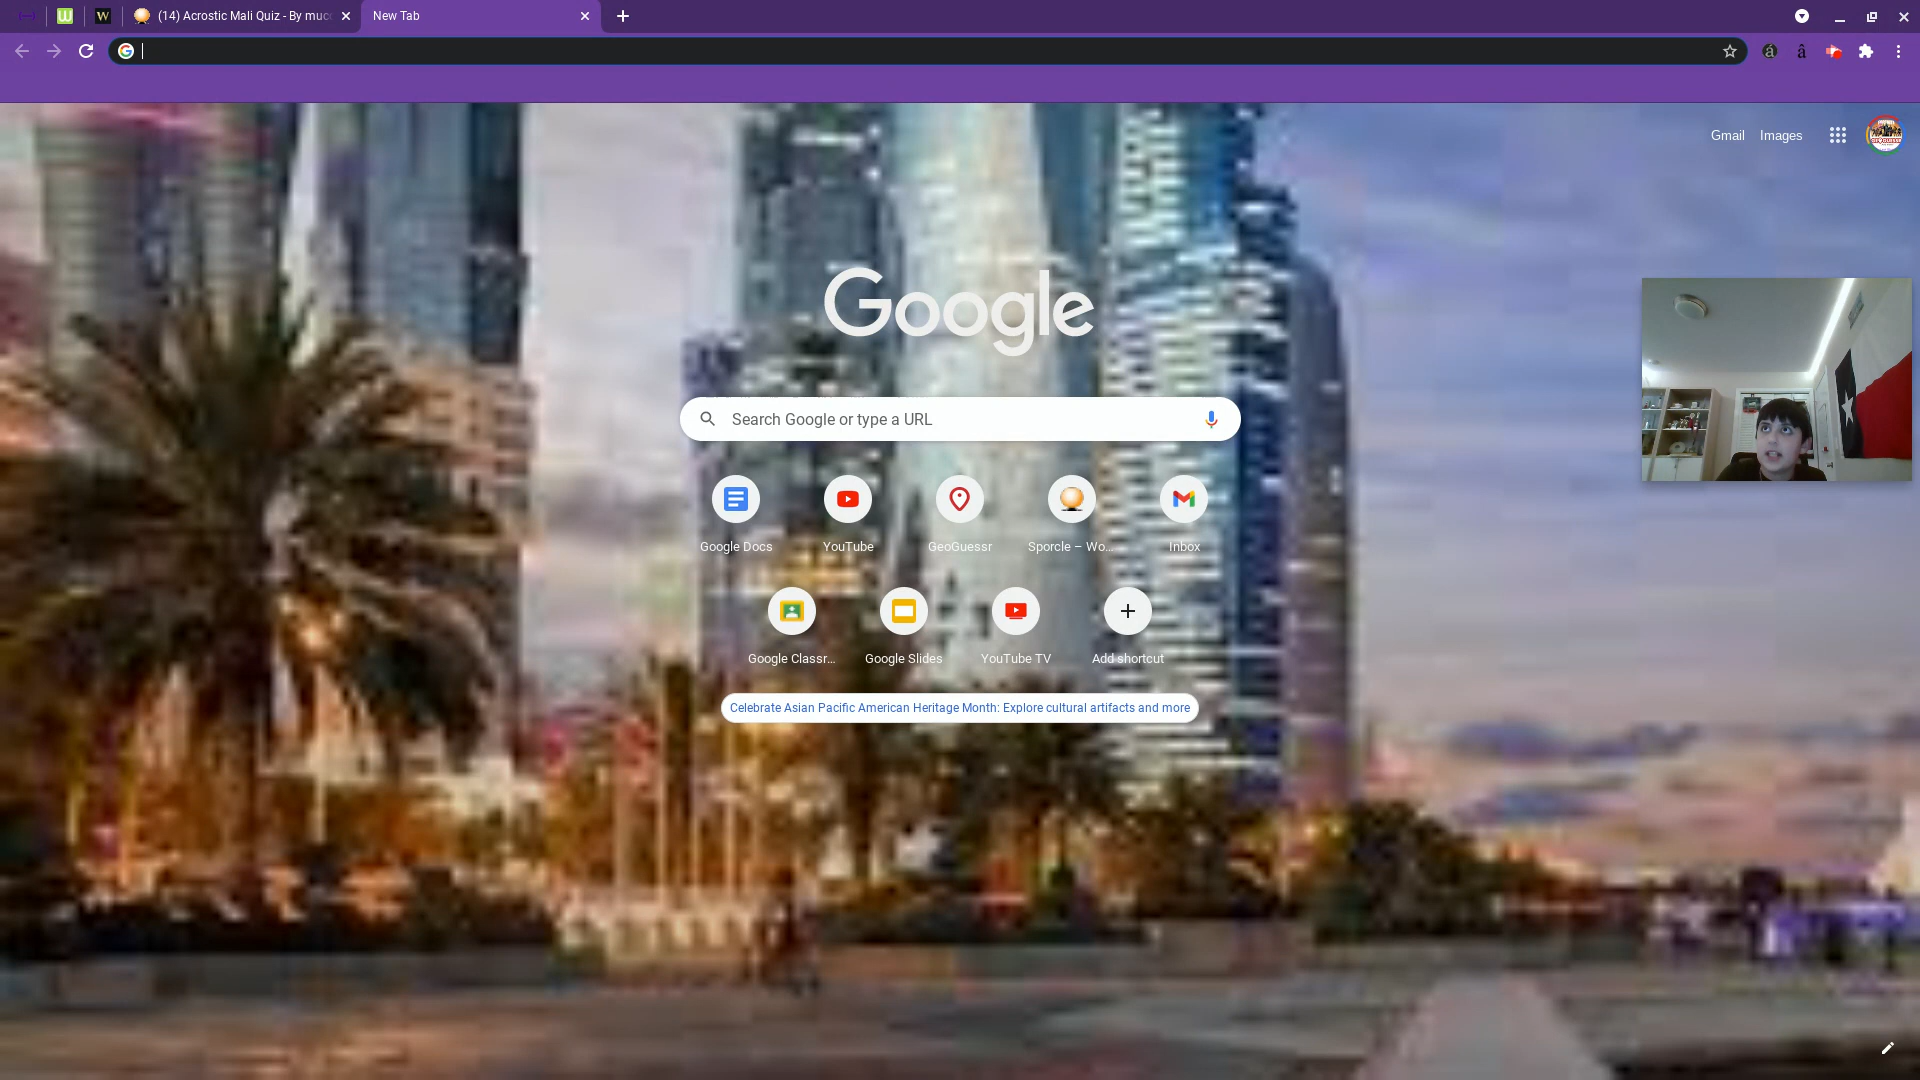 (14) Acrostic Mali Quiz - By muc
New Tab
Gmail Images
Google
Search Google or type a URL
Google Docs YouTube GeoGuessr Sporcle – Wo... Inbox
Google Classr... Google Slides YouTube TV Add shortcut
Celebrate Asian Pacific American Heritage Month: Explore cultural artifacts and more